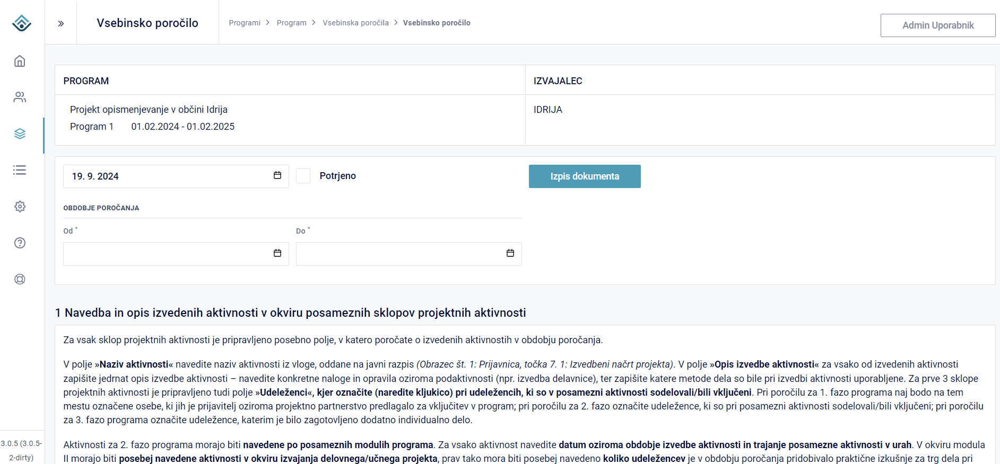 Vsebinsko poročilo
Programi > Program > Vsebinska poročila > Vsebinsko poročilo
Admin Uporabnik
PROGRAM
IZVAJALEC
Projekt opismenjevanje v občini Idrija
IDRIJA
Program 1 01.02.2024 - 01.02.2025
19. 9. 2024
Potrjeno
Izpis dokumenta
OBDOBJE POROČANJA
Od *
Do *
1 Navedba in opis izvedenih aktivnosti v okviru posameznih sklopov projektnih aktivnosti
Za vsak sklop projektnih aktivnosti je pripravljeno posebno polje, v katero poročate o izvedenih aktivnostih v obdobju poročanja.
V polje »Naziv aktivnosti« navedite naziv aktivnosti iz vloge, oddane na javni razpis (Obrazec št. 1: Prijavnica, točka 7. 1: Izvedbeni načrt projekta). V polje »Opis izvedbe aktivnosti« za vsako od izvedenih aktivnosti
zapišite jedrnat opis izvedbe aktivnosti – navedite konkretne naloge in opravila oziroma podaktivnosti (npr. izvedba delavnice), ter zapišite katere metode dela so bile pri izvedbi aktivnosti uporabljene. Za prve 3 sklope
projektnih aktivnosti je pripravljeno tudi polje »Udeleženci«, kjer označite (naredite kljukico) pri udeležencih, ki so v posamezni aktivnosti sodelovali/bili vključeni. Pri poročilu za 1. fazo programa naj bodo na tem
mestu označene osebe, ki jih je prijavitelj oziroma projektno partnerstvo predlagalo za vključitev v program; pri poročilu za 2. fazo označite udeležence, ki so pri posamezni aktivnosti sodelovali/bili vključeni; pri poročilu
za 3. fazo programa označite udeležence, katerim je bilo zagotovljeno dodatno individualno delo.
Aktivnosti za 2. fazo programa morajo biti navedene po posameznih modulih programa. Za vsako aktivnost navedite datum oziroma obdobje izvedbe aktivnosti in trajanje posamezne aktivnosti v urah. V okviru modula
II morajo biti posebej navedene aktivnosti v okviru izvajanja delovnega/učnega projekta, prav tako mora biti posebej navedeno koliko udeležencev je v obdobju poročanja pridobivalo praktične izkušnje za trg dela pri
3.0.5 (3.0.5-
2-dirty)